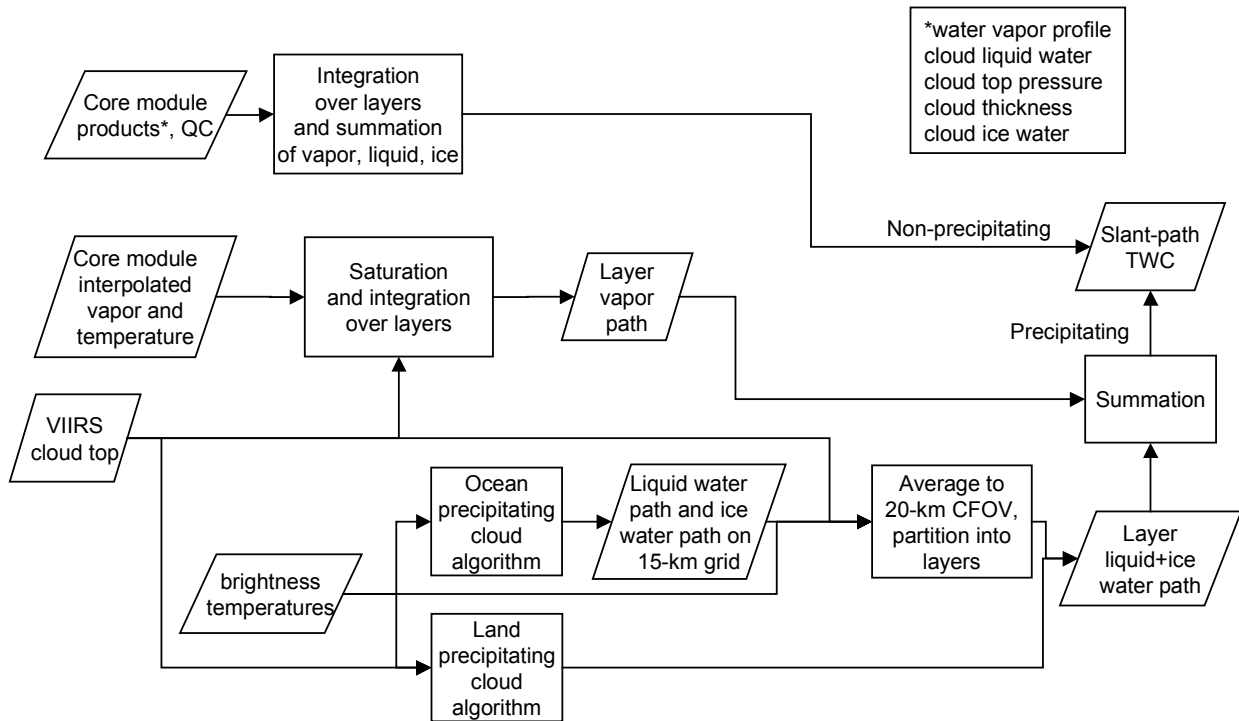 *water vapor profile
cloud liquid water
cloud top pressure
cloud thickness
cloud ice water
Core module
products*, QC
Integration
over layers
and summation
of vapor, liquid, ice
Non-precipitating
Slant-path
TWC
Core module
interpolated
vapor and
temperature
Saturation
and integration
over layers
Layer
vapor
path
Precipitating
Summation
VIIRS
cloud top
Ocean
precipitating
cloud
algorithm
Liquid water
path and ice
water path on
15-km grid
Average to
20-km CFOV,
partition into
layers
Layer
liquid+ice
water path
brightness
temperatures
Land
precipitating
cloud
algorithm